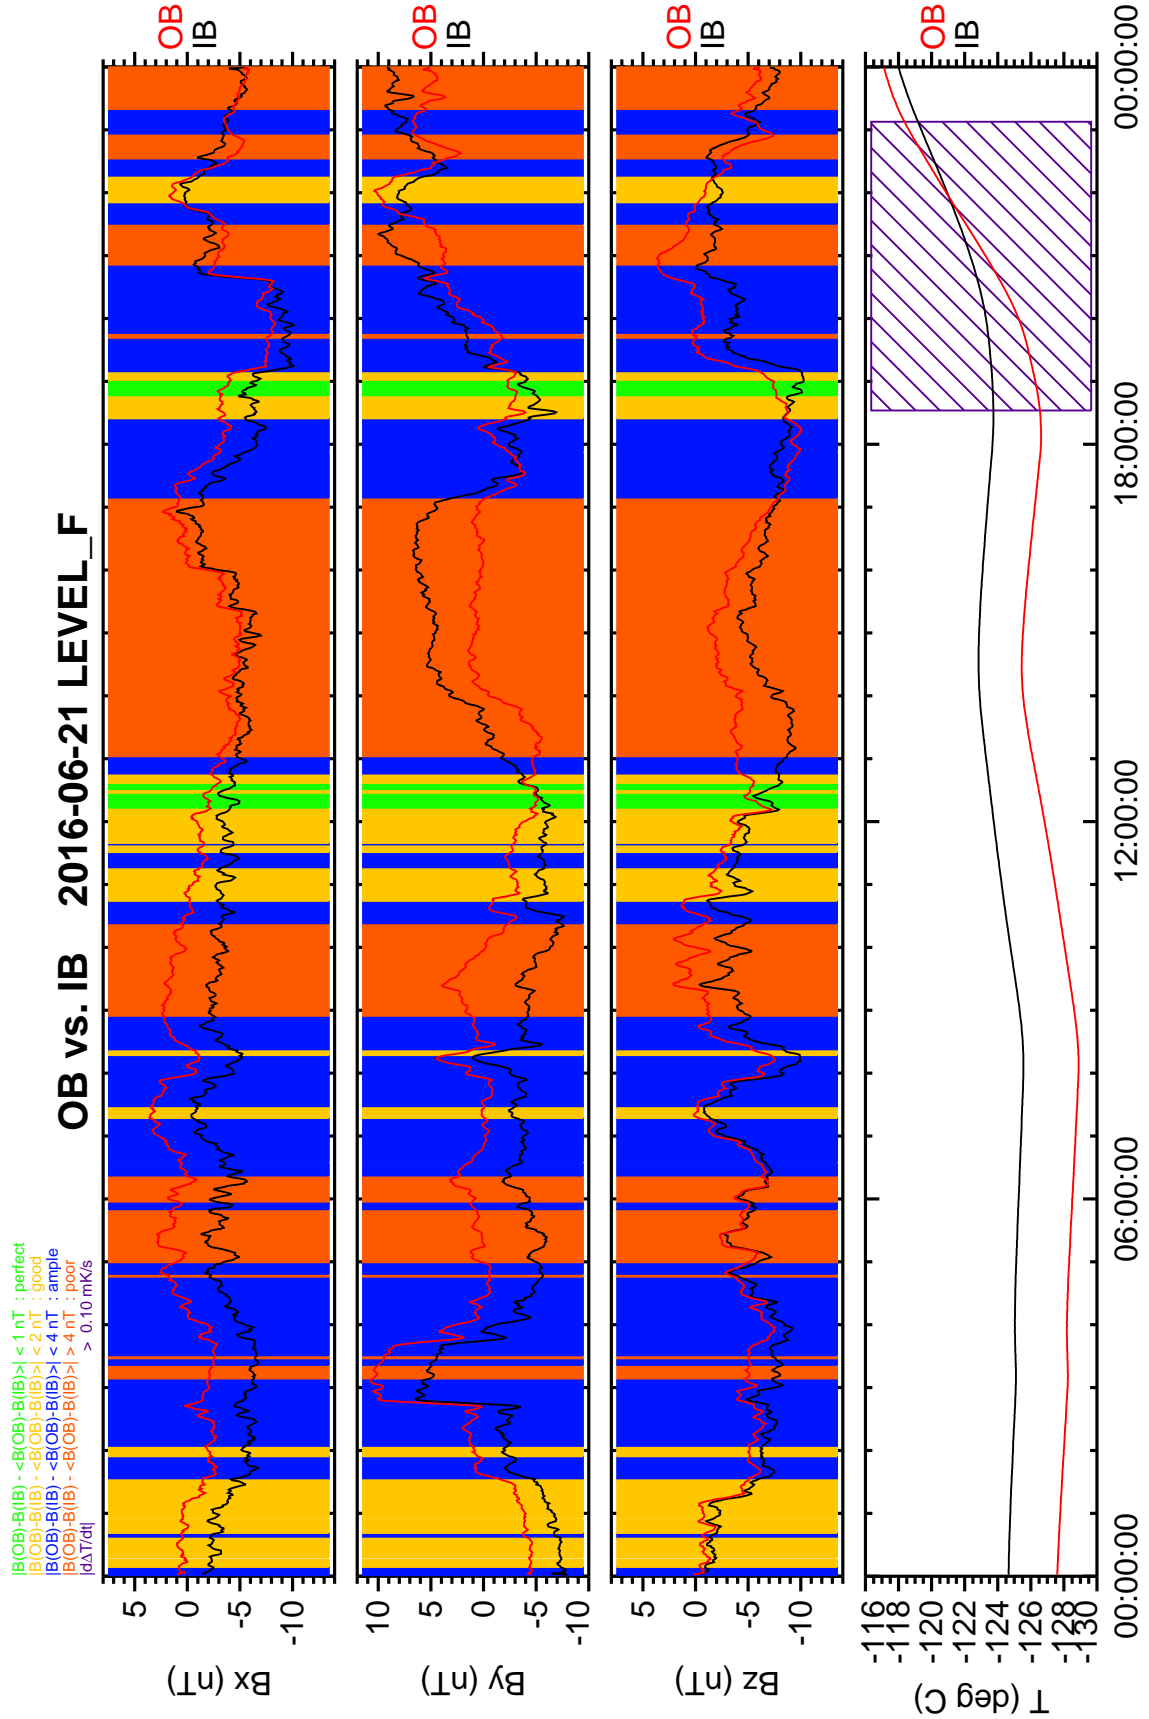 OB vs. IB 2016-06-21 LEVEL_F
|B(OB)-B(IB) - <B(OB)-B(IB)>| < 1 nT : perfect
|B(OB)-B(IB) - <B(OB)-B(IB)>| < 2 nT : good
|B(OB)-B(IB) - <B(OB)-B(IB)>| < 4 nT : ample
|B(OB)-B(IB) - <B(OB)-B(IB)>| > 4 nT : poor
|dΔT/dt| > 0.10 mK/s
Bx (nT)
5
0
-5
-10
OB
IB
By (nT)
10
5
0
-5
-10
OB
IB
Bz (nT)
5
0
-5
-10
OB
IB
T (deg C)
-116
-118
-120
-122
-124
-126
-128
-130
OB
IB
00:00:00
06:00:00
12:00:00
18:00:00
00:00:00